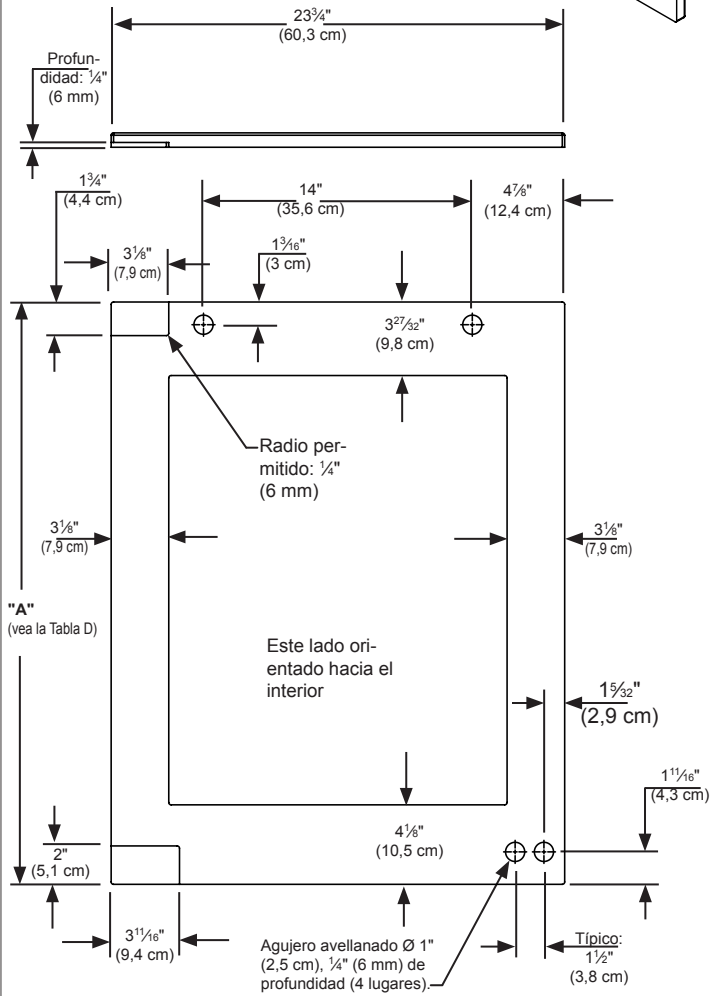 23¾"
(60,3 cm)
Profun-
didad: ¼"
(6 mm)
1¾"
(4,4 cm)
14"
(35,6 cm)
4⅞"
(12,4 cm)
3⅛"
(7,9 cm)
1³⁄₁₆"
(3 cm)
3²⁷⁄₃₂"
(9,8 cm)
Radio per-
mitido: ¼"
(6 mm)
3⅛"
(7,9 cm)
3⅛"
(7,9 cm)
"A"
(vea la Tabla D)
Este lado ori-
entado hacia el
interior
1⁵⁄₃₂"
(2,9 cm)
1¹¹⁄₁₆"
(4,3 cm)
4⅛"
(10,5 cm)
2"
(5,1 cm)
3¹¹⁄₁₆"
(9,4 cm)
Agujero avellanado Ø 1"
(2,5 cm), ¼" (6 mm) de
profundidad (4 lugares).
Típico:
1½"
(3,8 cm)